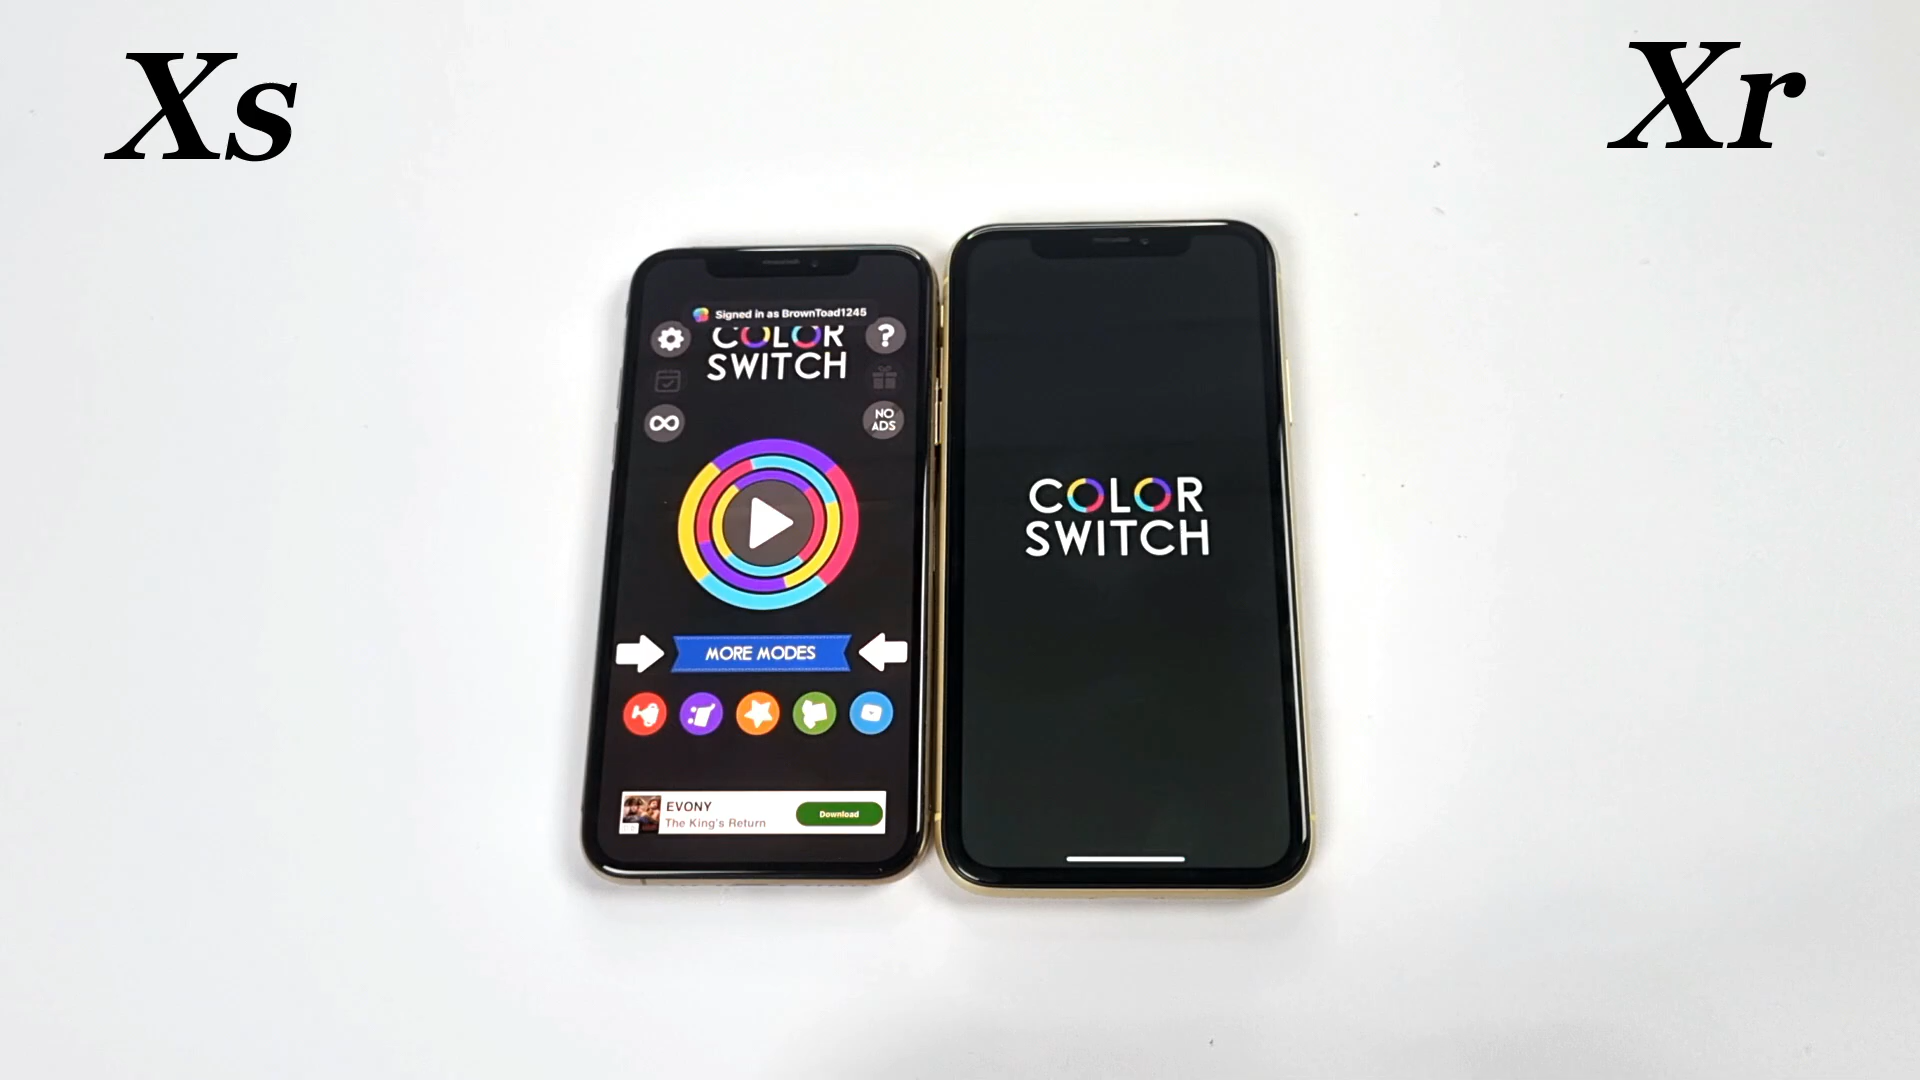 Xs
Xr
Signed in as BrownToad1245
COLOR
SWITCH
?
NO
ADS
MORE MODES
EVONY
The King's Return
Download
COLOR
SWITCH